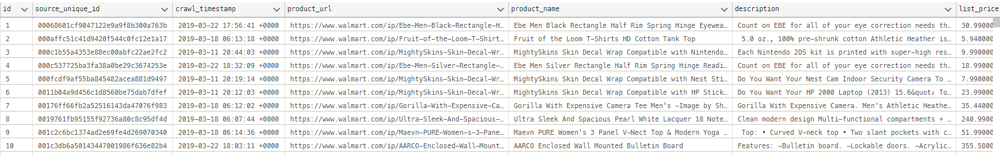 id source_unique_id crawl_timestamp product_url product_name description list_price
1 00068601cf9047122e9a9f8b300a763b 2019-03-22 17:56:41 +0000 https://www.walmart.com/ip/Ebe-Men-Black-Rectangle-H… Ebe Men Black Rectangle Half Rim Spring Hinge Eyewea… Count on EBE for all of your eye correction needs th… 30.99000
2 000affc51c41d9420f544c0fc12e1a17 2019-03-18 06:13:18 +0000 https://www.walmart.com/ip/Fruit-of-the-Loom-T-Shirt… Fruit of the Loom T-Shirts HD Cotton Tank Top 5.0 oz., 100% pre-shrunk cotton Athletic Heather is… 5.940000
3 000c1b55a4353e88ec00abfc22ae2fc2 2019-03-11 20:44:03 +0000 https://www.walmart.com/ip/MightySkins-Skin-Decal-Wr… MightySkins Skin Decal Wrap Compatible with Nintendo… Each Nintendo 2DS kit is printed with super-high res… 9.990000
4 000c537725ba3fa38a0be29c3674253e 2019-03-22 18:32:09 +0000 https://www.walmart.com/ip/Ebe-Men-Silver-Rectangle-… Ebe Men Silver Rectangle Half Rim Spring Hinge Readi… Count on EBE for all of your eye correction needs th… 18.99000
5 000fcdf9af55ba845482acea881d9497 2019-03-11 20:19:14 +0000 https://www.walmart.com/ip/MightySkins-Skin-Decal-Wr… MightySkins Skin Decal Wrap Compatible with Nest Sti… Do You Want Your Nest Cam Indoor Security Camera To … 7.990000
6 0011b04a9d456c1d8560be75dab7dfef 2019-03-11 20:12:03 +0000 https://www.walmart.com/ip/MightySkins-Skin-Decal-Wr… MightySkins Skin Decal Wrap Compatible with HP Stick… Do You Want Your HP 2000 Laptop (2013) 15.6&quot; To… 23.99000
7 00176ff66fb2a52516143da47076f983 2019-03-18 06:12:02 +0000 https://www.walmart.com/ip/Gorilla-With-Expensive-Ca… Gorilla With Expensive Camera Tee Men's -Image by Sh… Gorilla With Expensive Camera. Men's Athletic Heathe… 35.44000
8 0019761fb95155f92736a80c8c95df4d 2019-03-18 06:07:44 +0000 https://www.walmart.com/ip/Ultra-Sleek-And-Spacious-… Ultra Sleek And Spacious Pearl White Lacquer 18 Note… Clean modern design Multi-functional compartments + … 240.9900
9 001c2c6bc1374ad2e69fe4d269070340 2019-03-18 06:14:36 +0000 https://www.walmart.com/ip/Maevn-PURE-Women-s-3-Pane… Maevn PURE Women's 3 Panel V-Nect Top & Modern Yoga … Top: • Curved V-neck top • Two slant pockets with c… 51.99000
10 001c3db6a50143447001986f636e82b4 2019-03-22 18:03:11 +0000 https://www.walmart.com/ip/AARCO-Enclosed-Wall-Mount… AARCO Enclosed Wall Mounted Bulletin Board Features: -Bulletin board. -Lockable doors. -Acrylic… 355.5800